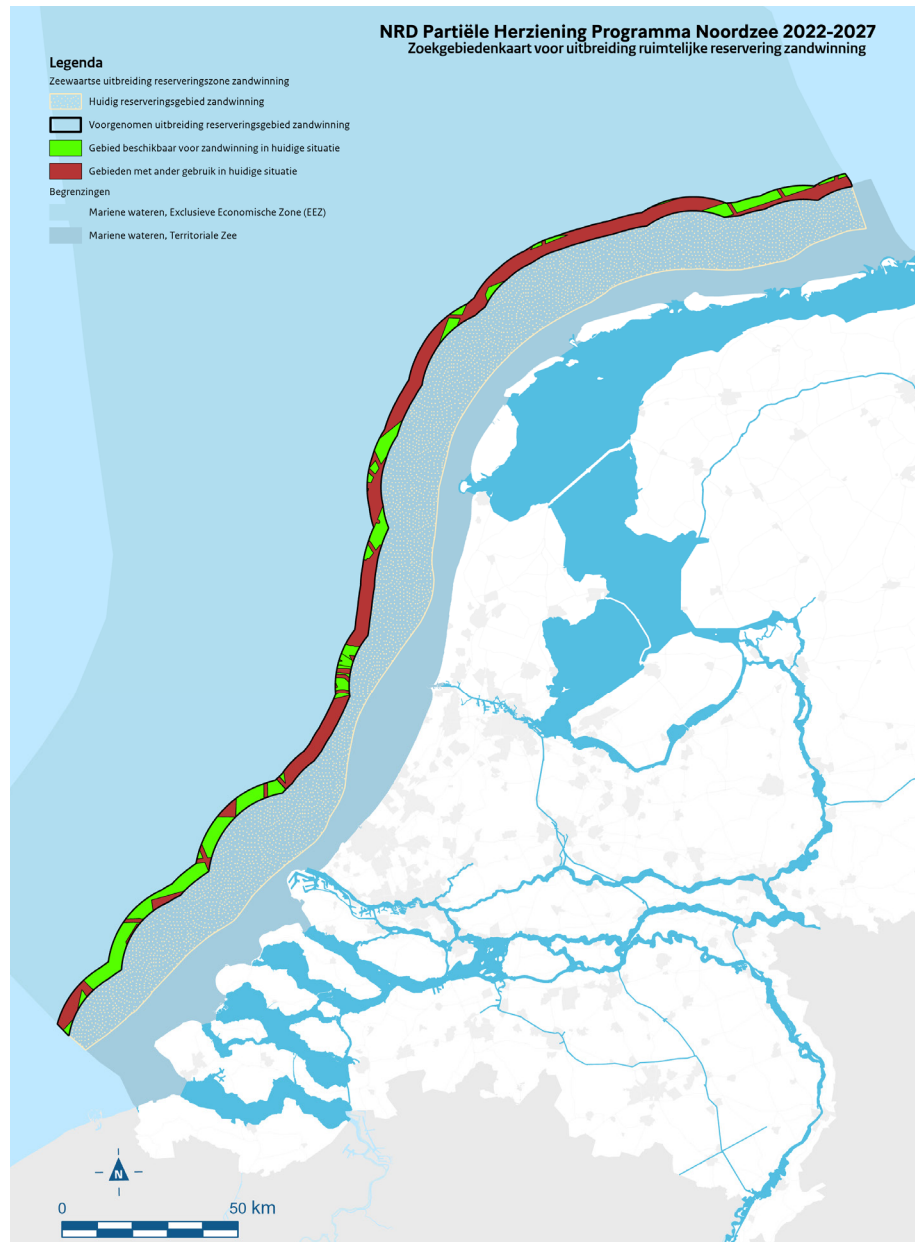 NRD Partiële Herziening Programma Noordzee 2022-2027
Zoekgebiedenkaart voor uitbreiding ruimtelijke reservering zandwinning
Legenda
Zeewaartse uitbreiding reserveringszone zandwinning
Huidig reserveringsgebied zandwinning
Voorgenomen uitbreiding reserveringsgebied zandwinning
Gebied beschikbaar voor zandwinning in huidige situatie
Gebieden met ander gebruik in huidige situatie
Begrenzingen
Mariene wateren, Exclusieve Economische Zone (EEZ)
Mariene wateren, Territoriale Zee
N
0 50 km